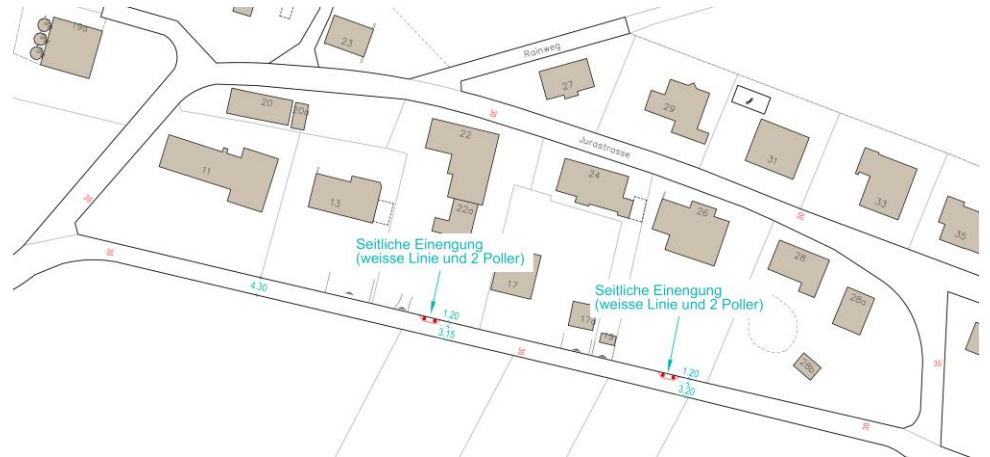 19a
23
Rainweg
27
29
20
20a
30
22
Jurastrasse
31
11
24
33
13
30
22a
26
30
35
Seitliche Einengung
(weisse Linie und 2 Poller)
30
28
4.30
17
Seitliche Einengung
(weisse Linie und 2 Poller)
28a
1.20
3.15
17a
19
30
30
28b
1.20
3.20
30